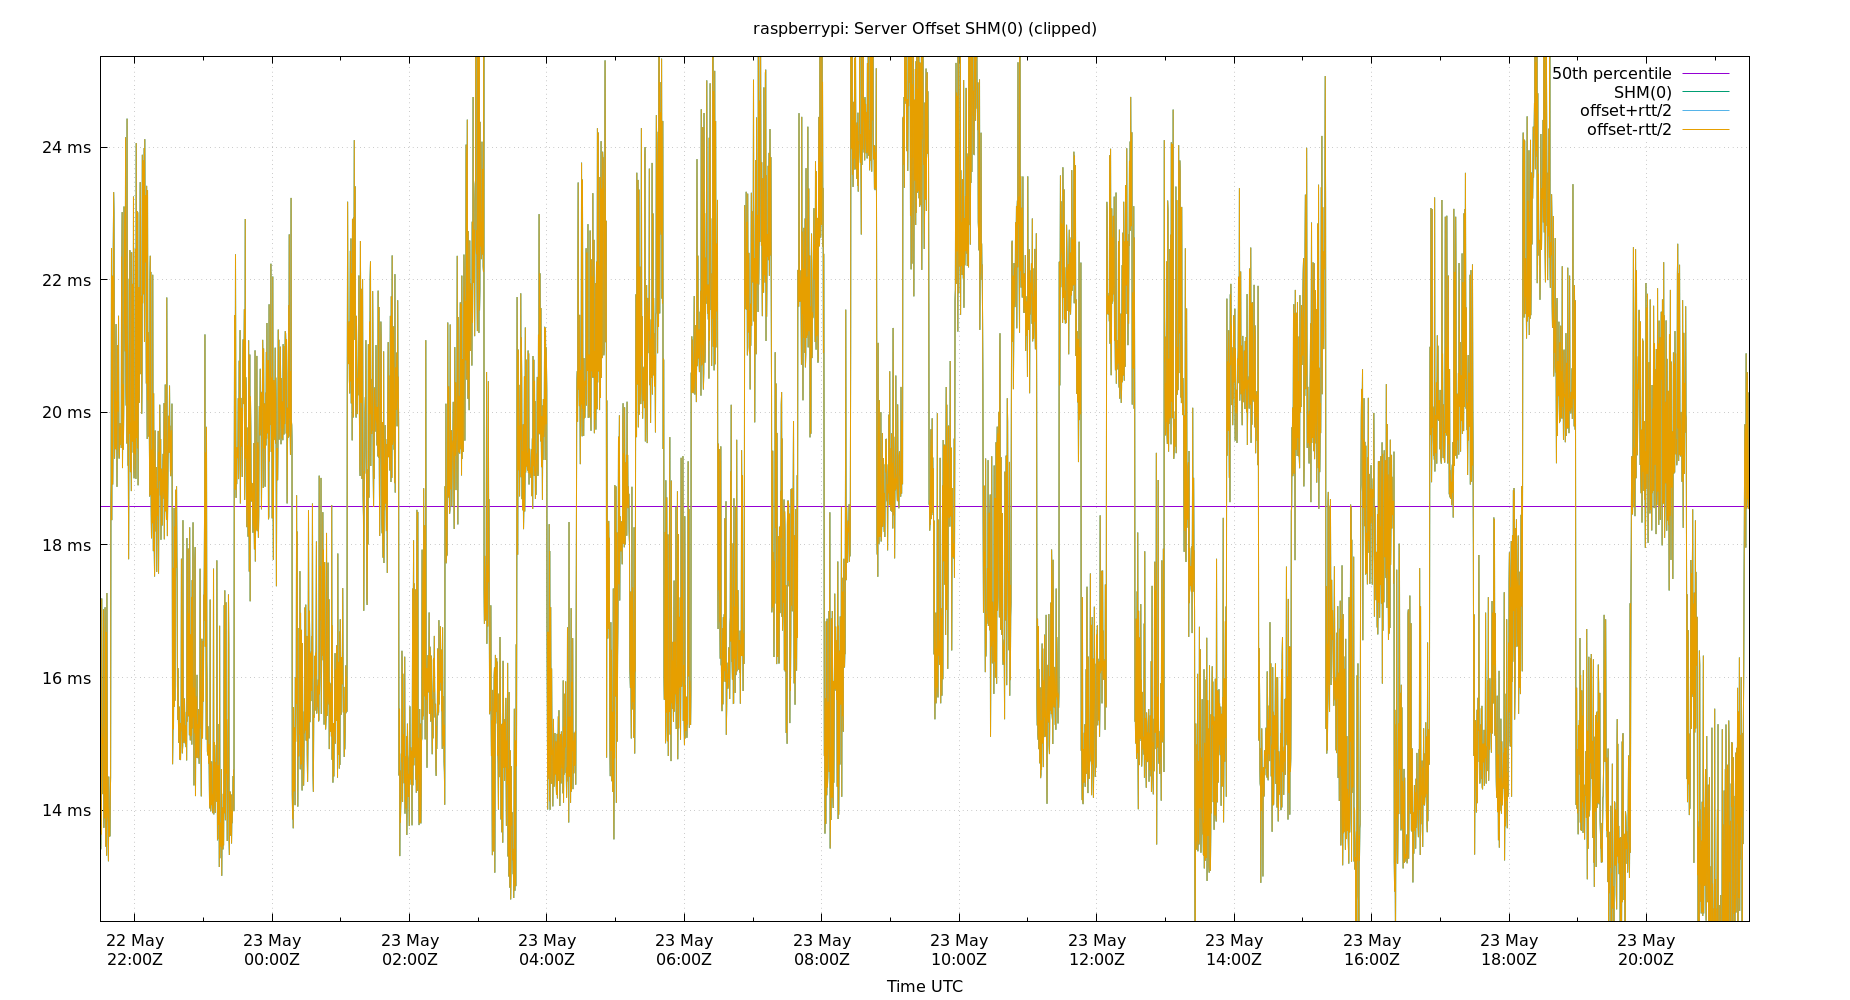 raspberrypi: Server Offset SHM(0) (clipped)
50th percentile
SHM(0)
offset+rtt/2
offset-rtt/2
24 ms
22 ms
20 ms
18 ms
16 ms
14 ms
22 May 23 May 23 May 23 May 23 May 23 May 23 May 23 May 23 May 23 May 23 May 23 May
22:00Z 00:00Z 02:00Z 04:00Z 06:00Z 08:00Z 10:00Z 12:00Z 14:00Z 16:00Z 18:00Z 20:00Z
Time UTC